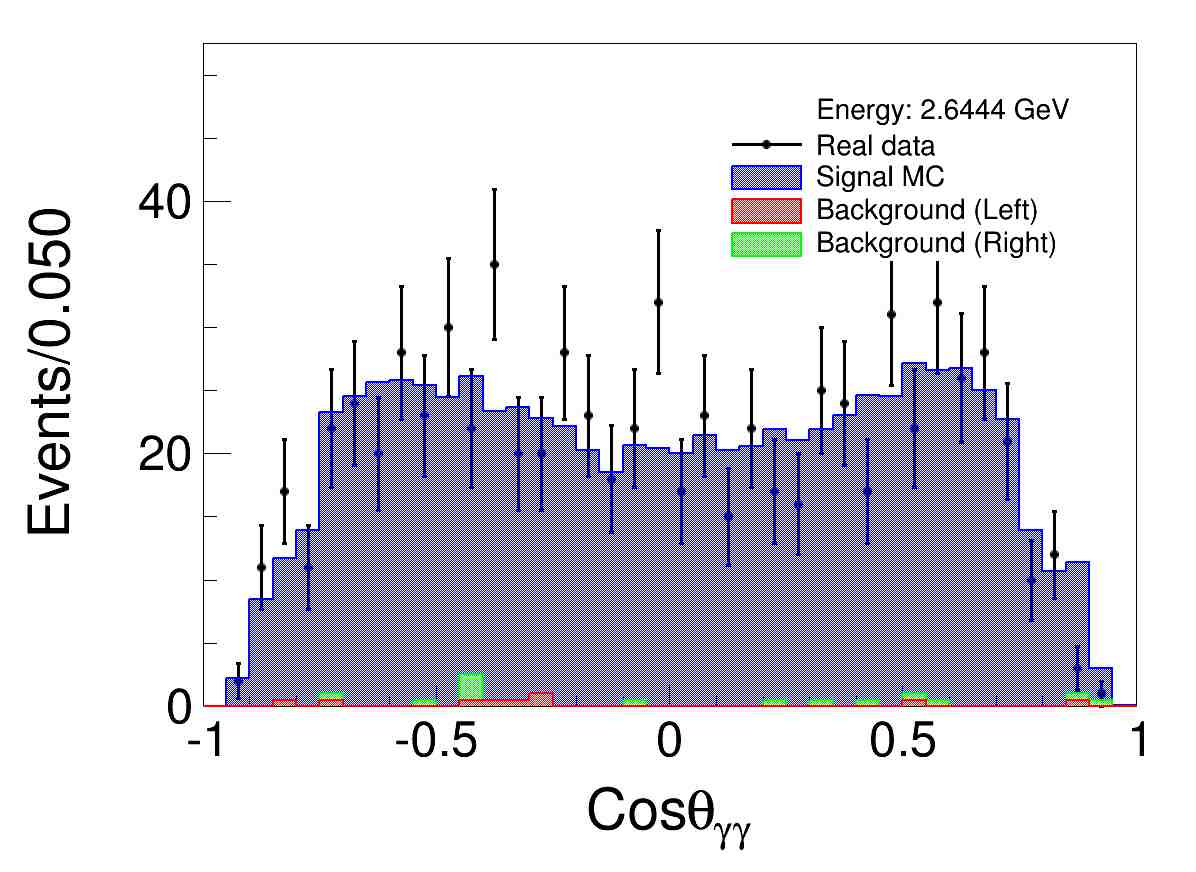 Energy: 2.6444 GeV
Real data
Signal MC
Background (Left)
Background (Right)
Events/0.050
40
20
0
-1 -0.5 0 0.5 1
Cosθγγ